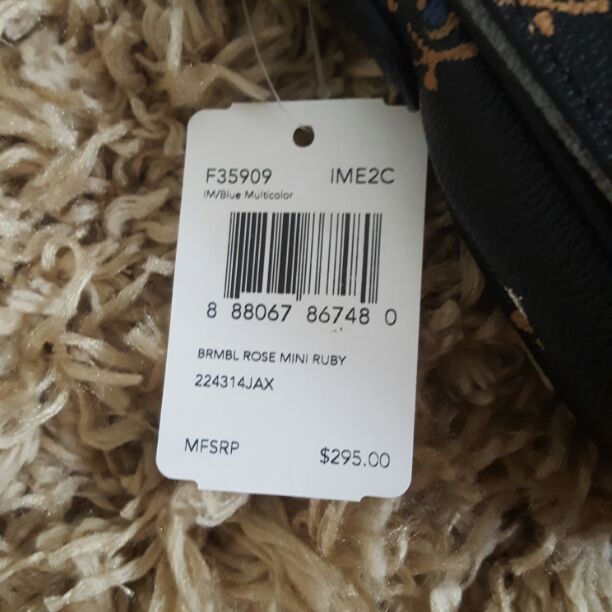 F35909 IME2C
IM/Blue Multicolor
8 88067 86748 0
BRMBL ROSE MINI RUBY
224314JAX
MFSRP $295.00